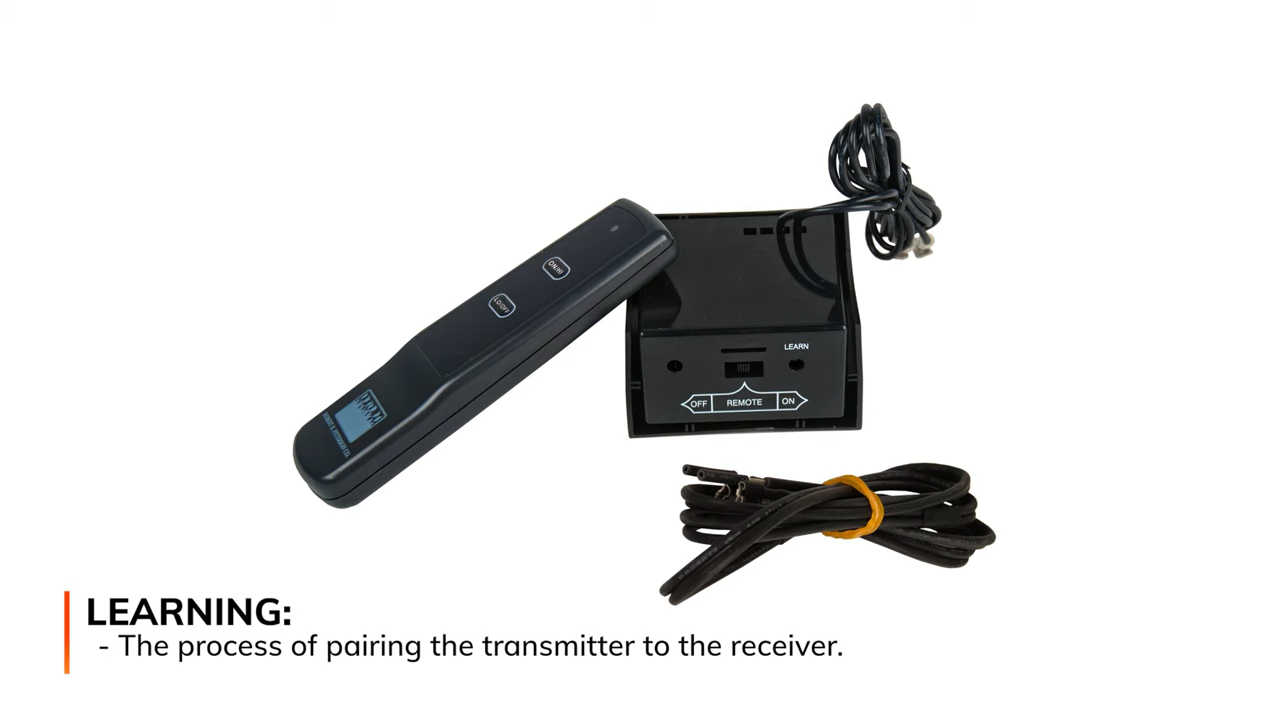 ON/HI
LO/OFF
LEARN
OFF REMOTE ON
LEARNING:
- The process of pairing the transmitter to the receiver.